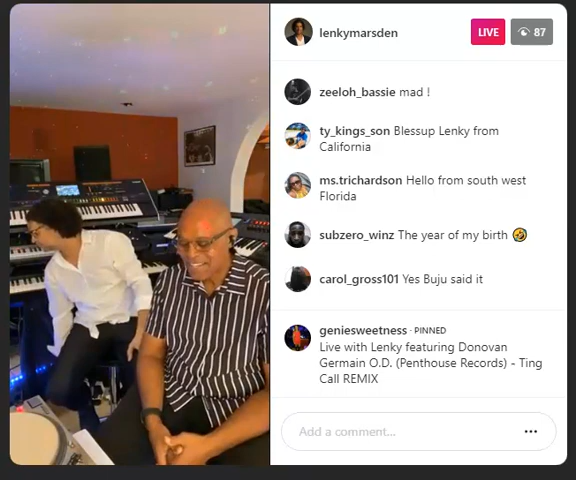 lenkymarsden
LIVE
87
zeeloh_bassie mad !
ty_kings_son Blessup Lenky from
California
ms.trichardson Hello from south west
Florida
subzero_winz The year of my birth 🤣
carol_gross101 Yes Buju said it
geniesweetness · PINNED
Live with Lenky featuring Donovan
Germain O.D. (Penthouse Records) - Ting
Call REMIX
Add a comment...